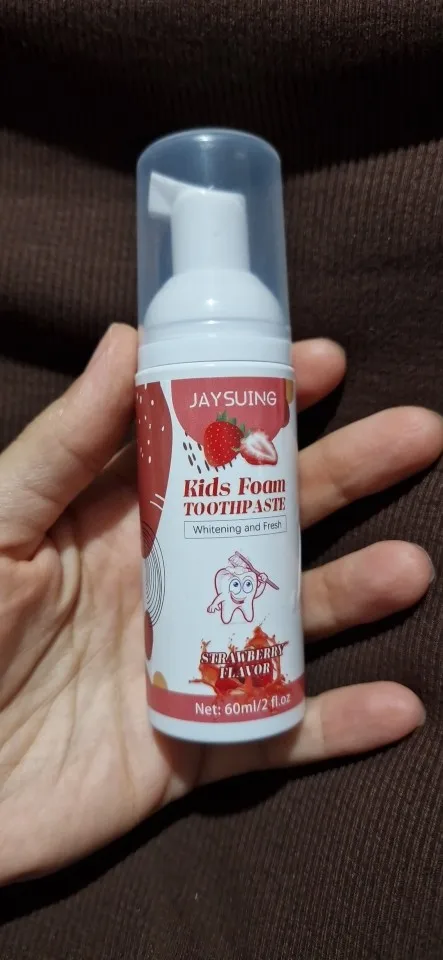 JAYSUING
Kids Foam
TOOTHPASTE
Whitening and Fresh
STRAWBERRY
FLAVOR
Net: 60ml/2 fl.oz